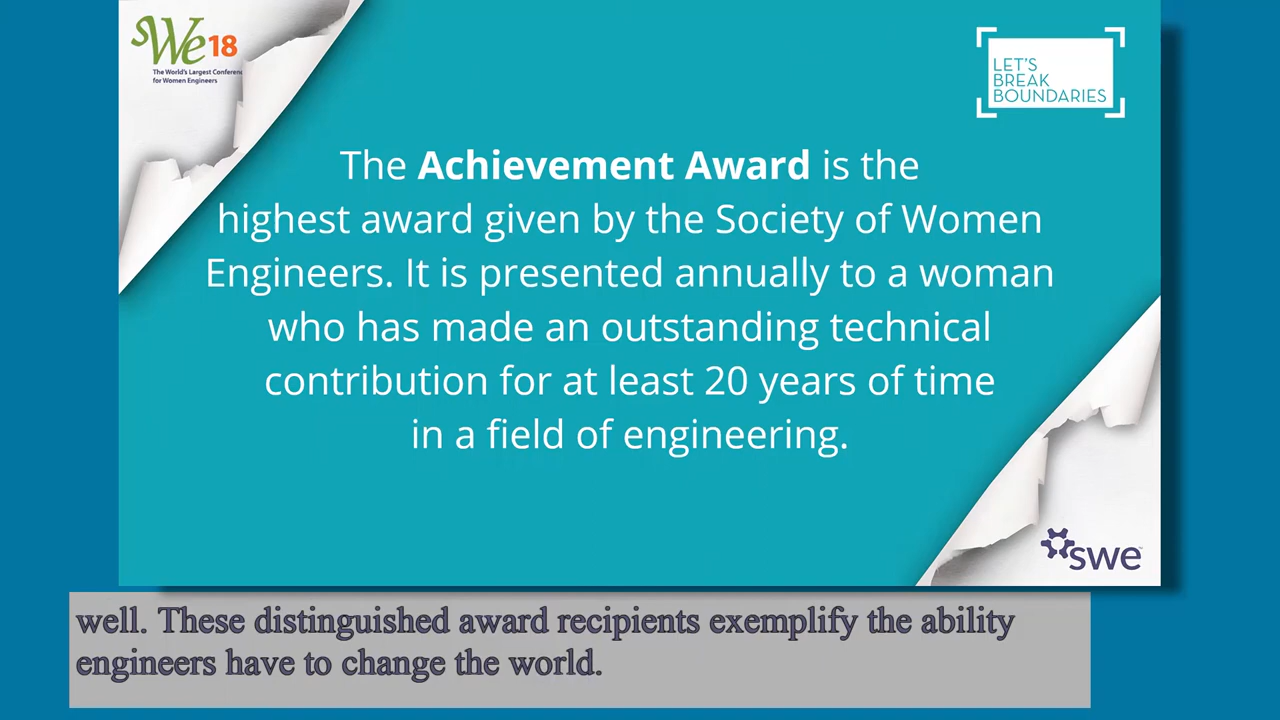 We18
The World's Largest Conferenc
for Women Engineers
LET'S
BREAK
BOUNDARIES
The Achievement Award is the
highest award given by the Society of Women
Engineers. It is presented annually to a woman
who has made an outstanding technical
contribution for at least 20 years of time
in a field of engineering.
swe
well. These distinguished award recipients exemplify the ability
engineers have to change the world.